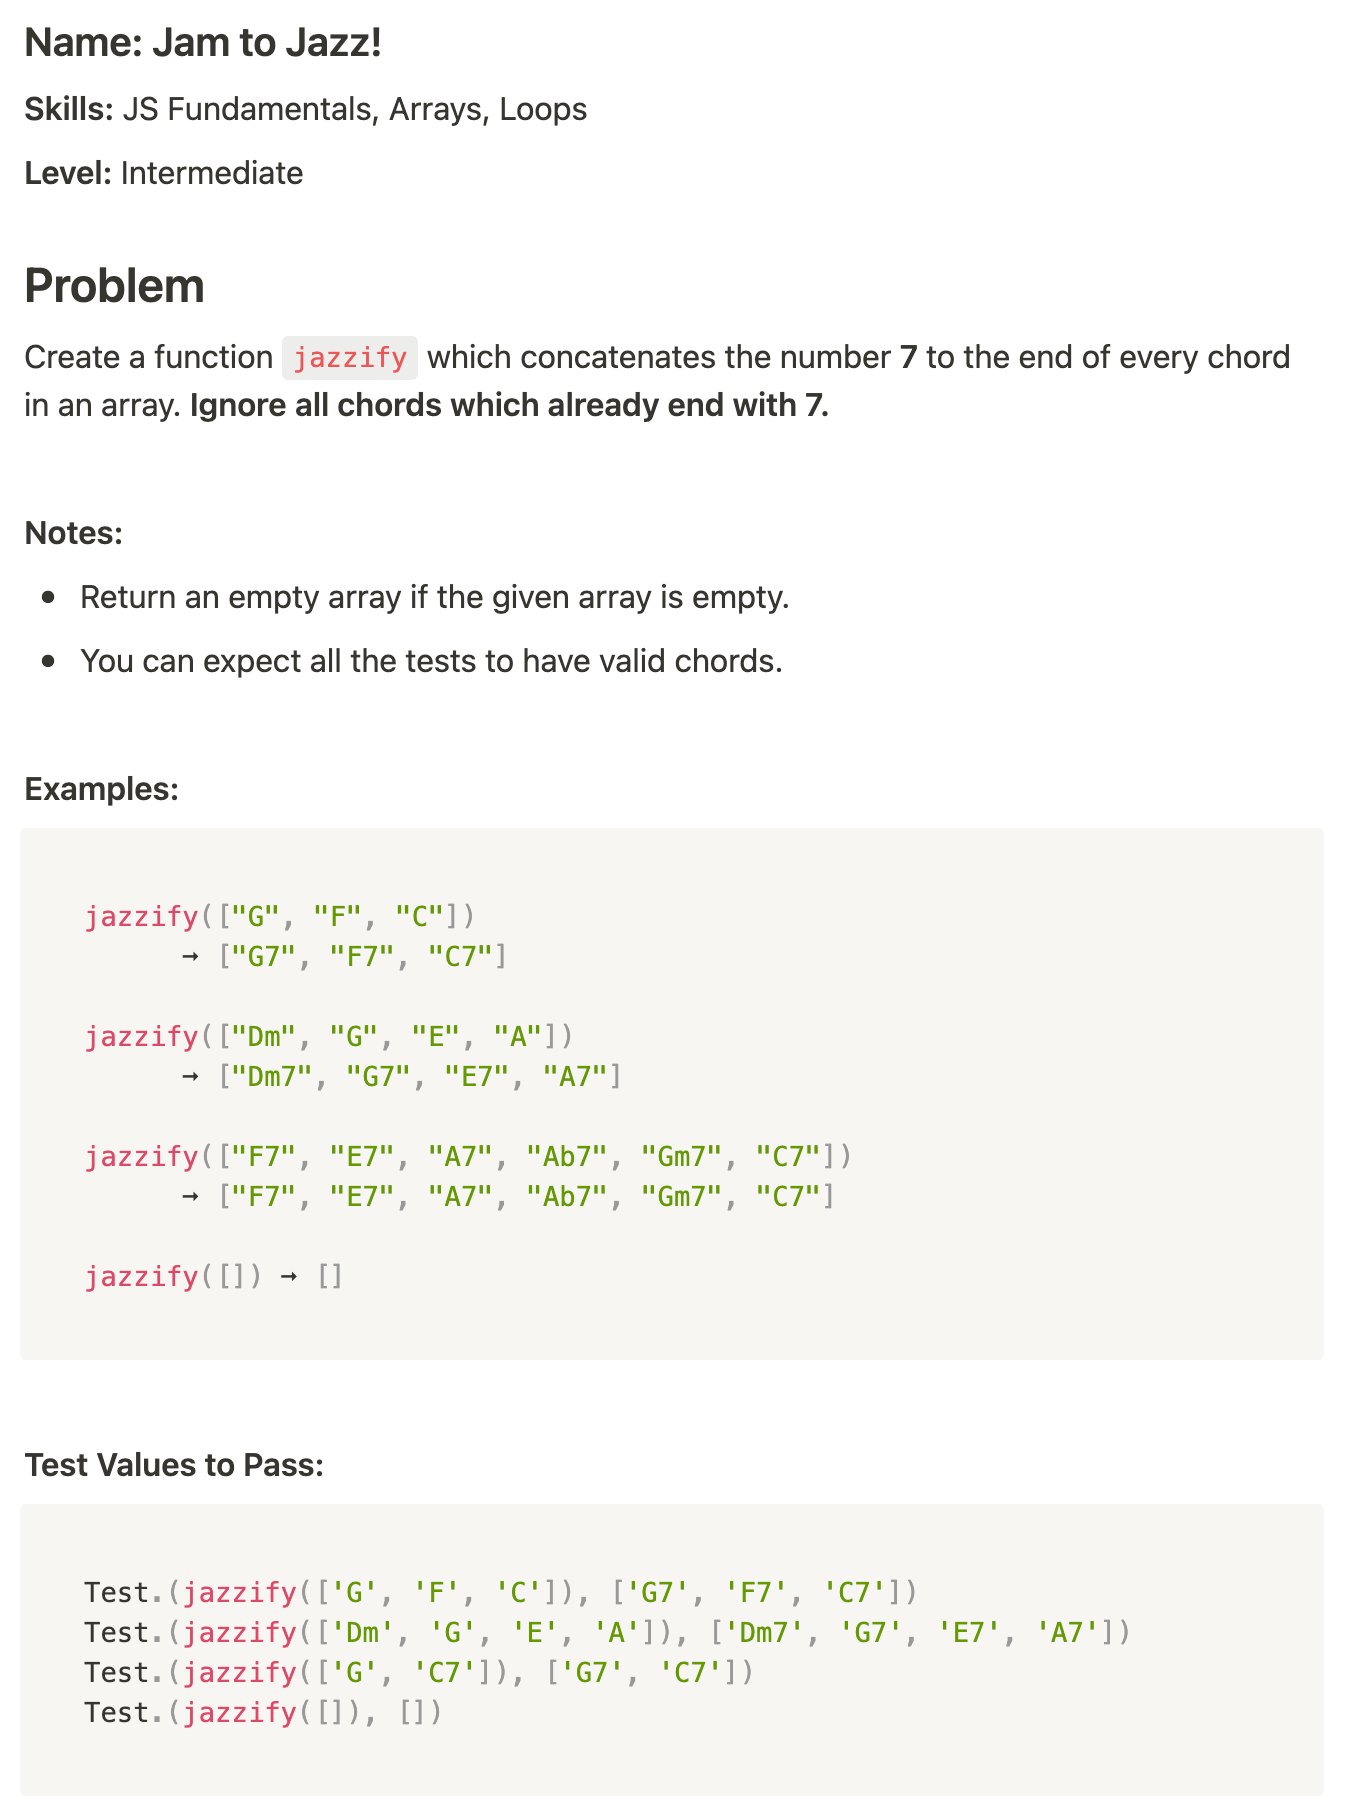 Name: Jam to Jazz!
Skills: JS Fundamentals, Arrays, Loops
Level: Intermediate
Problem
Create a function jazzify which concatenates the number 7 to the end of every chord
in an array. Ignore all chords which already end with 7.
Notes:
• Return an empty array if the given array is empty.
• You can expect all the tests to have valid chords.
Examples:
jazzify(["G", "F", "C"])
➞ ["G7", "F7", "C7"]
jazzify(["Dm", "G", "E", "A"])
➞ ["Dm7", "G7", "E7", "A7"]
jazzify(["F7", "E7", "A7", "Ab7", "Gm7", "C7"])
➞ ["F7", "E7", "A7", "Ab7", "Gm7", "C7"]
jazzify([]) ➞ []
Test Values to Pass:
Test.(jazzify(['G', 'F', 'C']), ['G7', 'F7', 'C7'])
Test.(jazzify(['Dm', 'G', 'E', 'A']), ['Dm7', 'G7', 'E7', 'A7'])
Test.(jazzify(['G', 'C7']), ['G7', 'C7'])
Test.(jazzify([]), [])